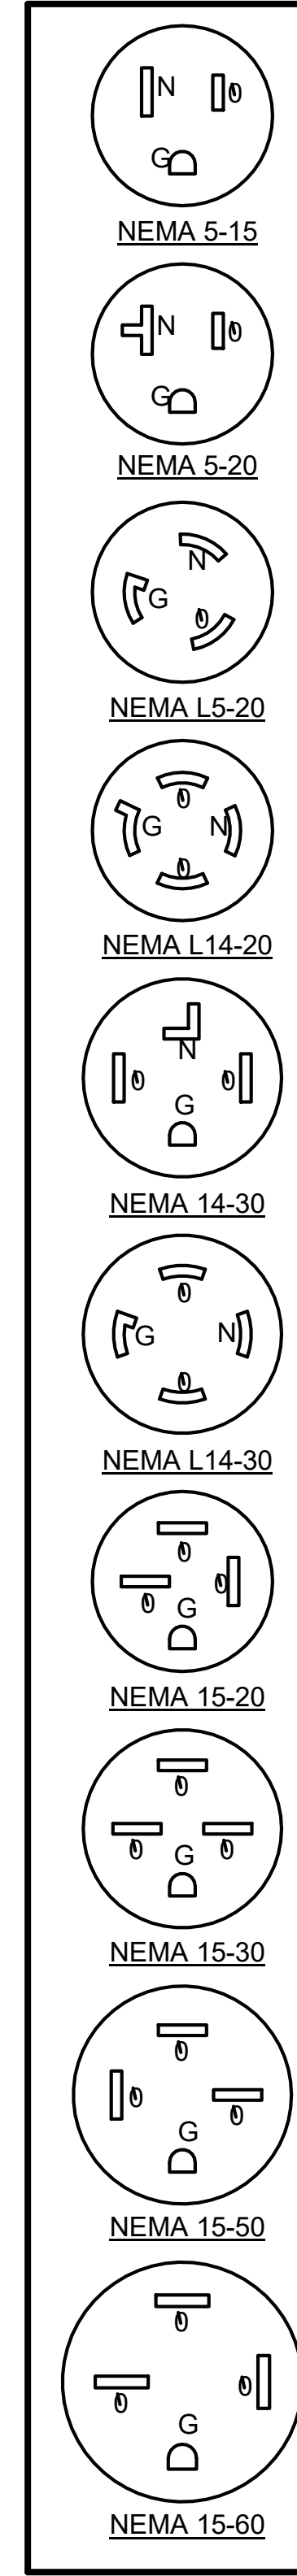 N Ø
G
NEMA 5-15
N Ø
G
NEMA 5-20
N
G
Ø
NEMA L5-20
Ø
G N
Ø
NEMA L14-20
N
Ø Ø
G
NEMA 14-30
Ø
G N
Ø
NEMA L14-30
Ø
Ø
Ø G
NEMA 15-20
Ø
Ø G Ø
NEMA 15-30
Ø
Ø
Ø
G
NEMA 15-50
Ø
Ø
Ø
G
NEMA 15-60